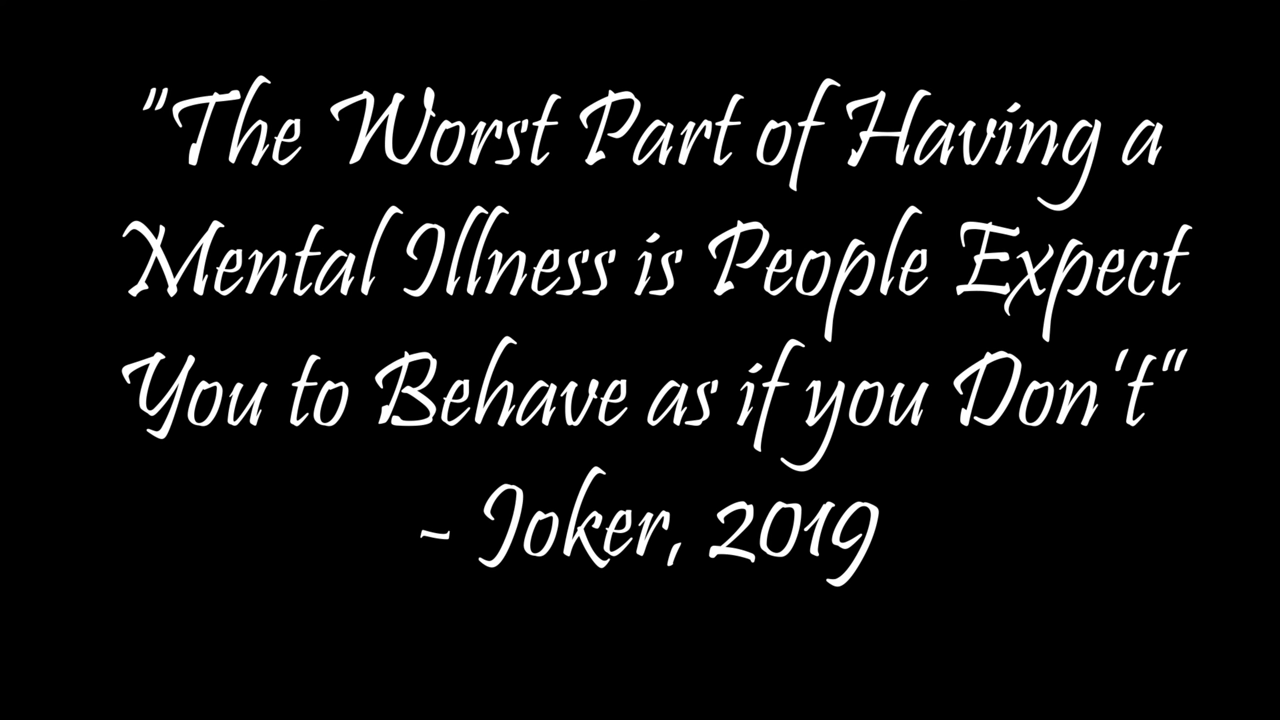 "The Worst Part of Having a
Mental Illness is People Expect
You to Behave as if you Don't"
- Joker, 2019